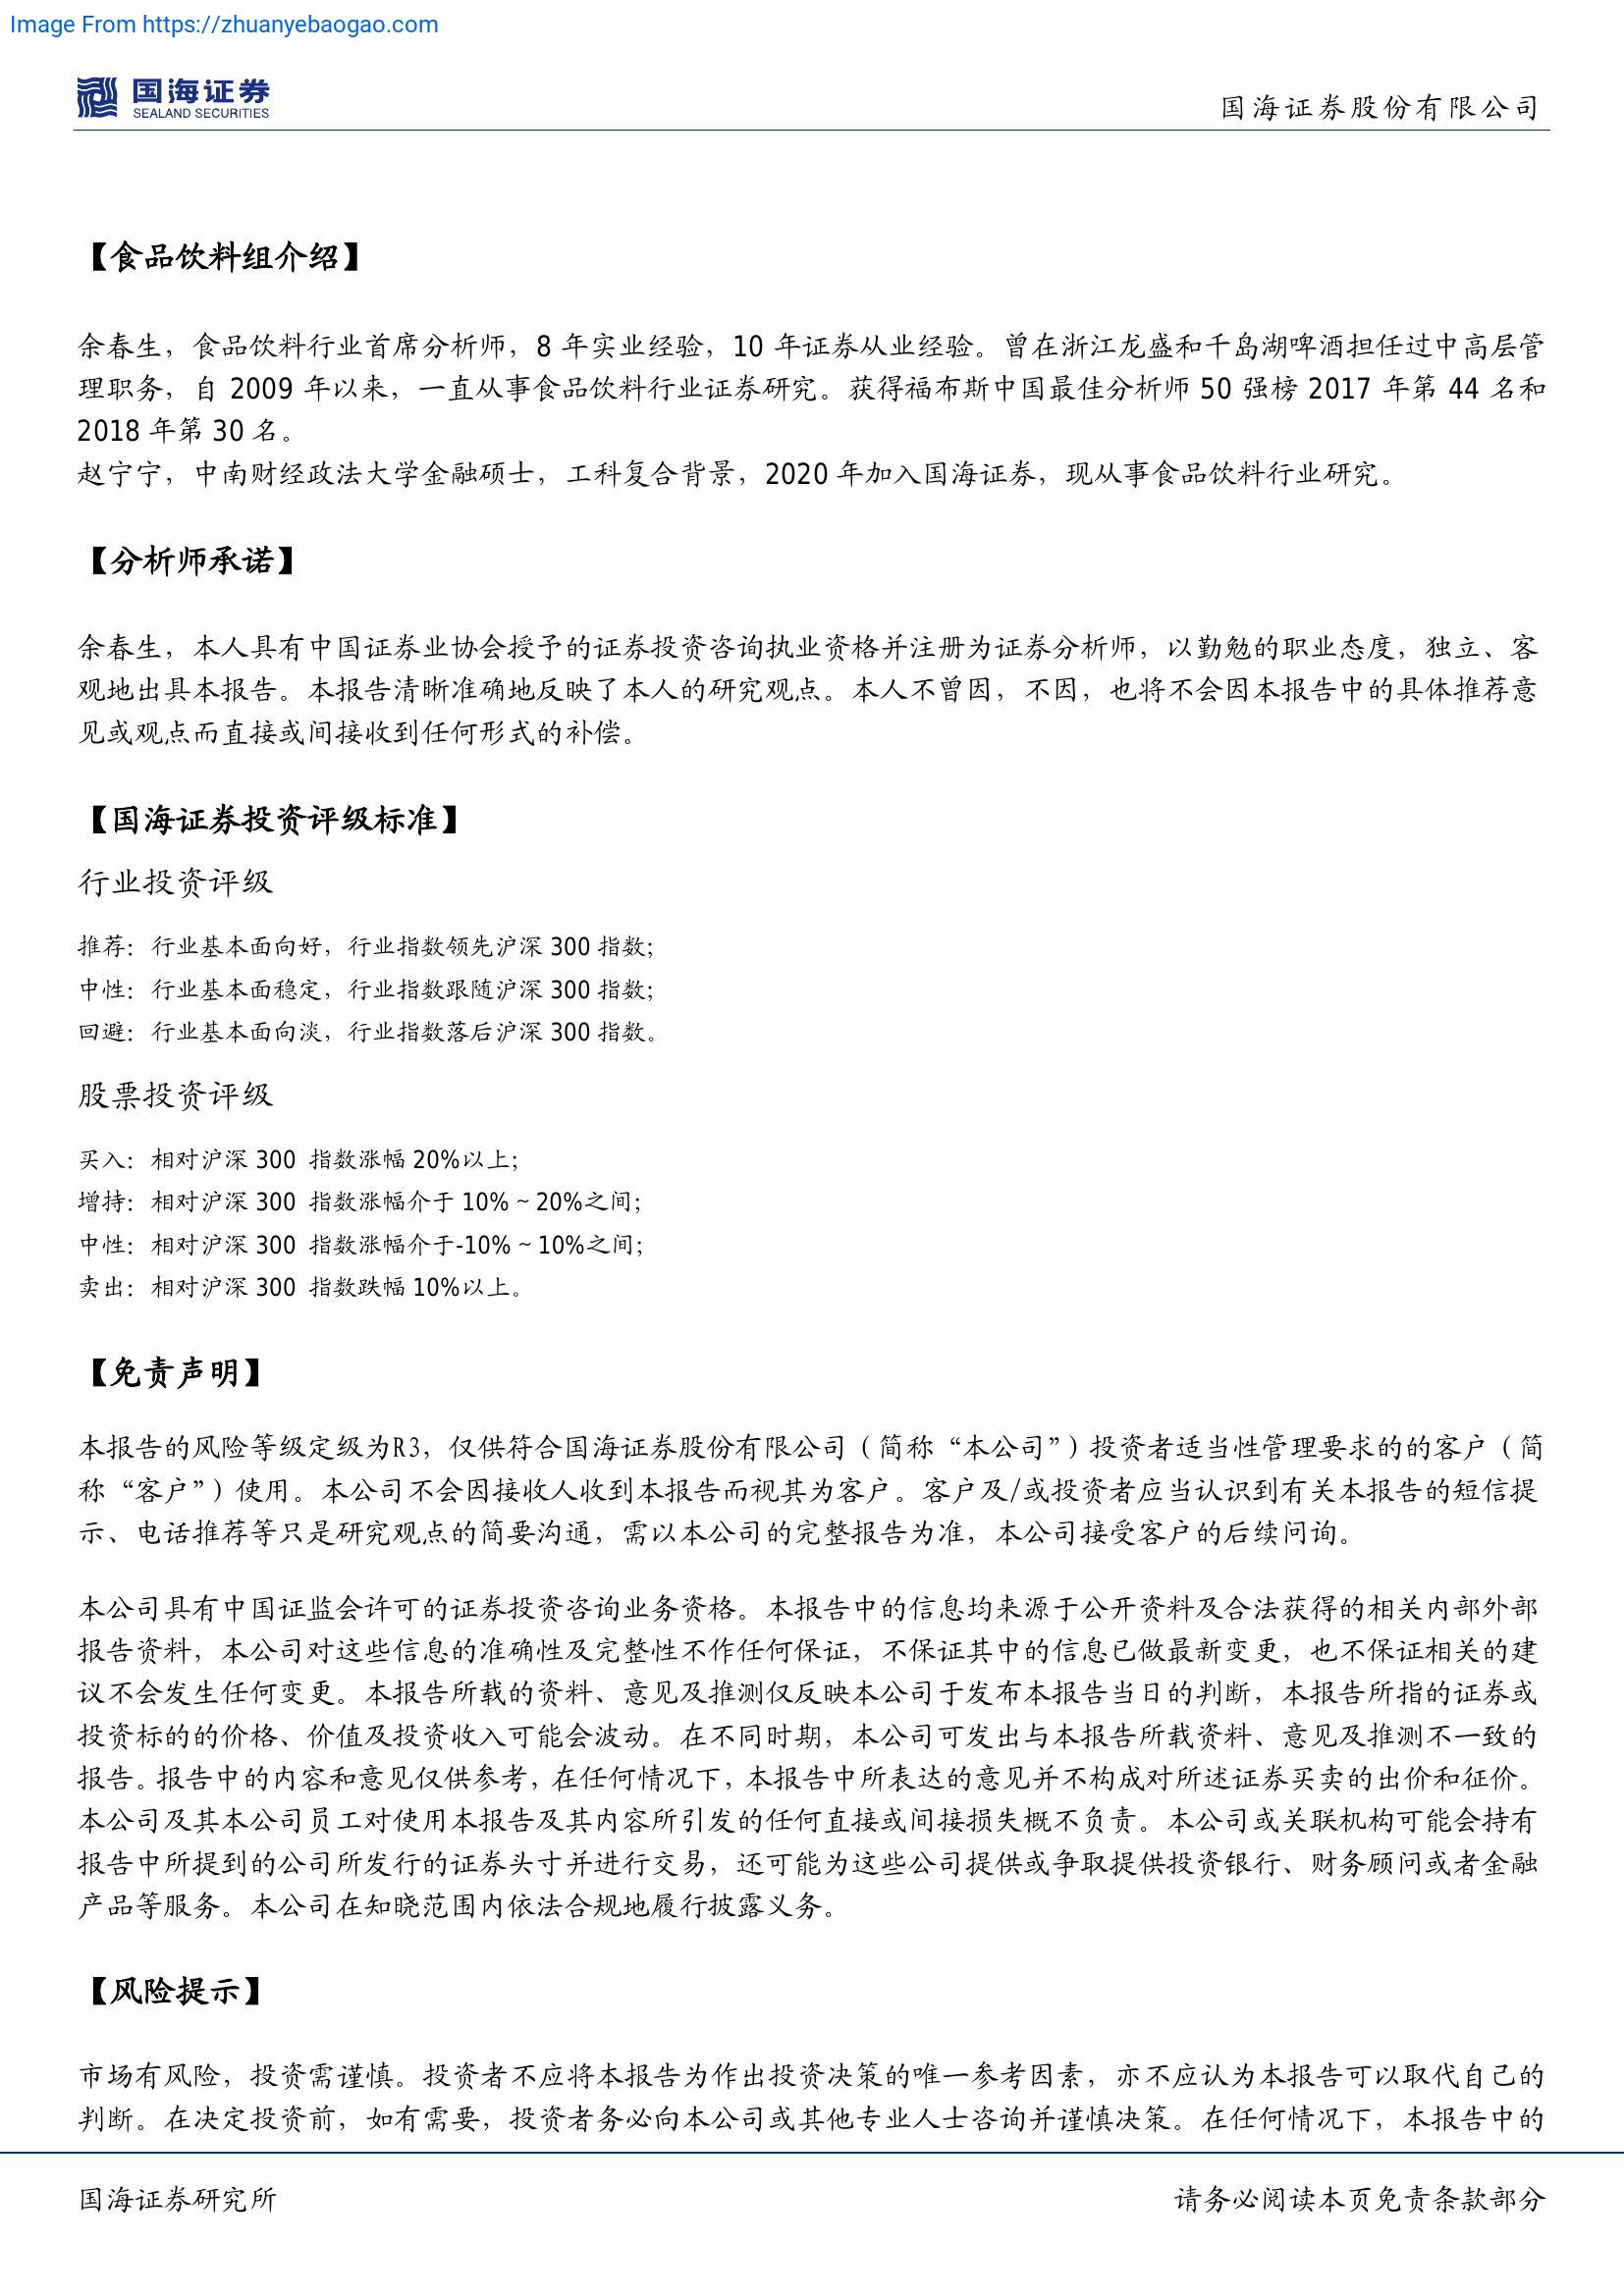 Image From https://zhuanyebaogao.com
国海证券
SEALAND SECURITIES
国海证券股份有限公司
【食品饮料组介绍】
余春生，食品饮料行业首席分析师，8 年实业经验，10 年证券从业经验。曾在浙江龙盛和千岛湖啤酒担任过中高层管
理职务，自 2009 年以来，一直从事食品饮料行业证券研究。获得福布斯中国最佳分析师 50 强榜 2017 年第 44 名和
2018 年第 30 名。
赵宁宁，中南财经政法大学金融硕士，工科复合背景，2020 年加入国海证券，现从事食品饮料行业研究。
【分析师承诺】
余春生，本人具有中国证券业协会授予的证券投资咨询执业资格并注册为证券分析师，以勤勉的职业态度，独立、客
观地出具本报告。本报告清晰准确地反映了本人的研究观点。本人不曾因，不因，也将不会因本报告中的具体推荐意
见或观点而直接或间接收到任何形式的补偿。
【国海证券投资评级标准】
行业投资评级
推荐：行业基本面向好，行业指数领先沪深 300 指数；
中性：行业基本面稳定，行业指数跟随沪深 300 指数；
回避：行业基本面向淡，行业指数落后沪深 300 指数。
股票投资评级
买入：相对沪深 300 指数涨幅 20%以上；
增持：相对沪深 300 指数涨幅介于 10%～20%之间；
中性：相对沪深 300 指数涨幅介于-10%～10%之间；
卖出：相对沪深 300 指数跌幅 10%以上。
【免责声明】
本报告的风险等级定级为R3，仅供符合国海证券股份有限公司（简称“本公司”）投资者适当性管理要求的的客户（简
称“客户”）使用。本公司不会因接收人收到本报告而视其为客户。客户及/或投资者应当认识到有关本报告的短信提
示、电话推荐等只是研究观点的简要沟通，需以本公司的完整报告为准，本公司接受客户的后续问询。
本公司具有中国证监会许可的证券投资咨询业务资格。本报告中的信息均来源于公开资料及合法获得的相关内部外部
报告资料，本公司对这些信息的准确性及完整性不作任何保证，不保证其中的信息已做最新变更，也不保证相关的建
议不会发生任何变更。本报告所载的资料、意见及推测仅反映本公司于发布本报告当日的判断，本报告所指的证券或
投资标的的价格、价值及投资收入可能会波动。在不同时期，本公司可发出与本报告所载资料、意见及推测不一致的
报告。报告中的内容和意见仅供参考，在任何情况下，本报告中所表达的意见并不构成对所述证券买卖的出价和征价。
本公司及其本公司员工对使用本报告及其内容所引发的任何直接或间接损失概不负责。本公司或关联机构可能会持有
报告中所提到的公司所发行的证券头寸并进行交易，还可能为这些公司提供或争取提供投资银行、财务顾问或者金融
产品等服务。本公司在知晓范围内依法合规地履行披露义务。
【风险提示】
市场有风险，投资需谨慎。投资者不应将本报告为作出投资决策的唯一参考因素，亦不应认为本报告可以取代自己的
判断。在决定投资前，如有需要，投资者务必向本公司或其他专业人士咨询并谨慎决策。在任何情况下，本报告中的
国海证券研究所
请务必阅读本页免责条款部分